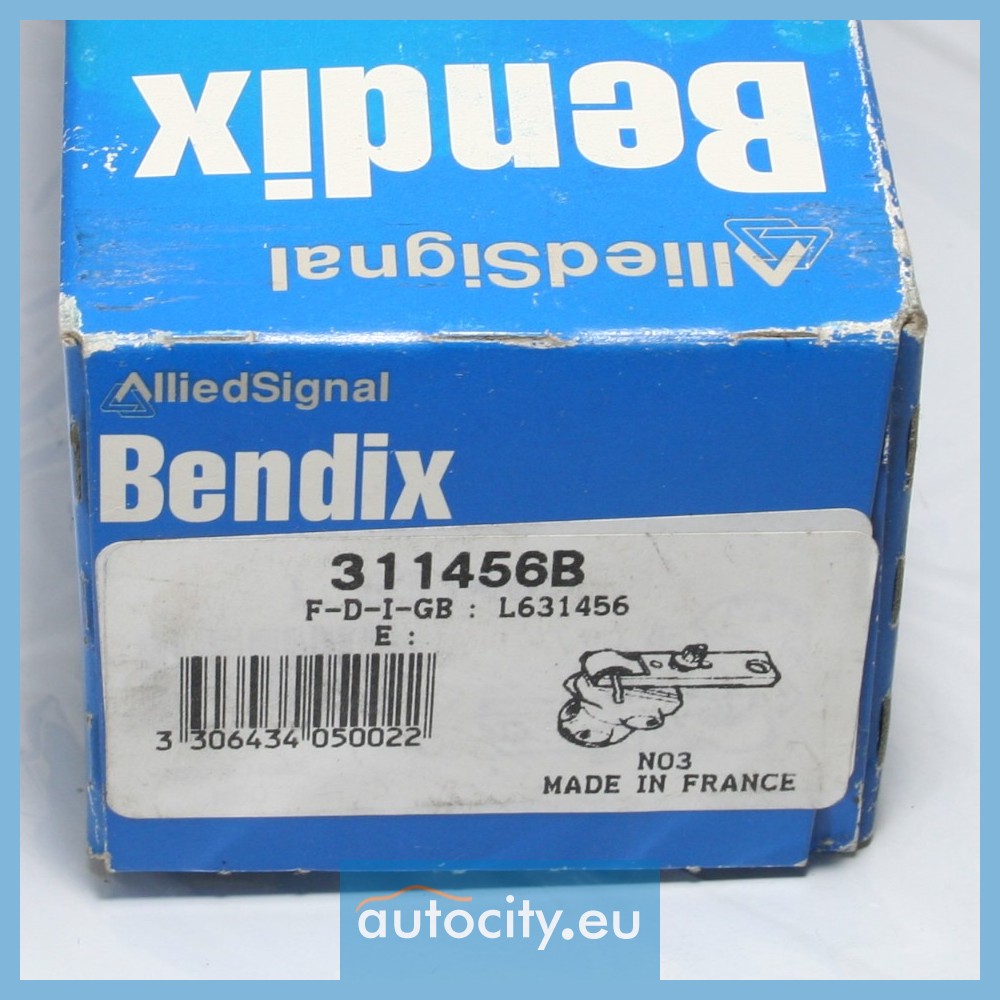 Bendix
AlliedSignal
AlliedSignal
Bendix
311456B
F-D-I-GB : L631456
E :
3 306434 050022
NO3
MADE IN FRANCE
autocity.eu